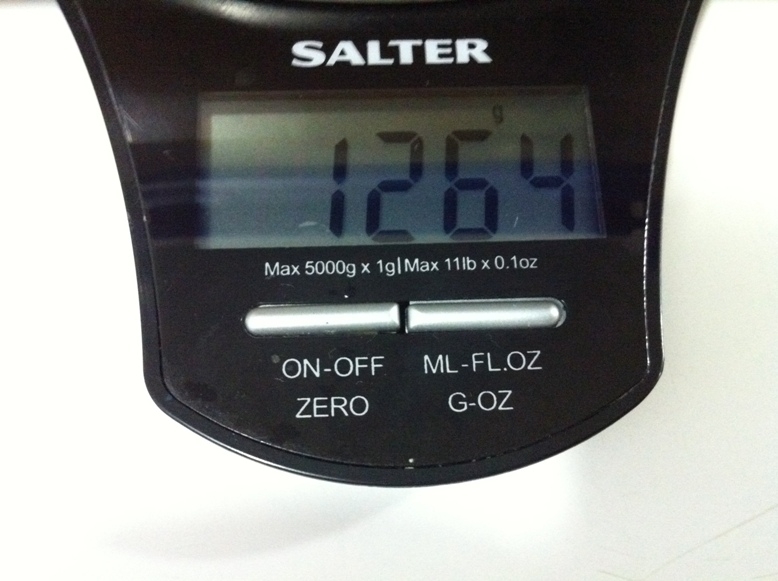 SALTER
g
1264
Max 5000g x 1g|Max 11lb x 0.1oz
ON-OFF ML-FL.OZ
ZERO G-OZ